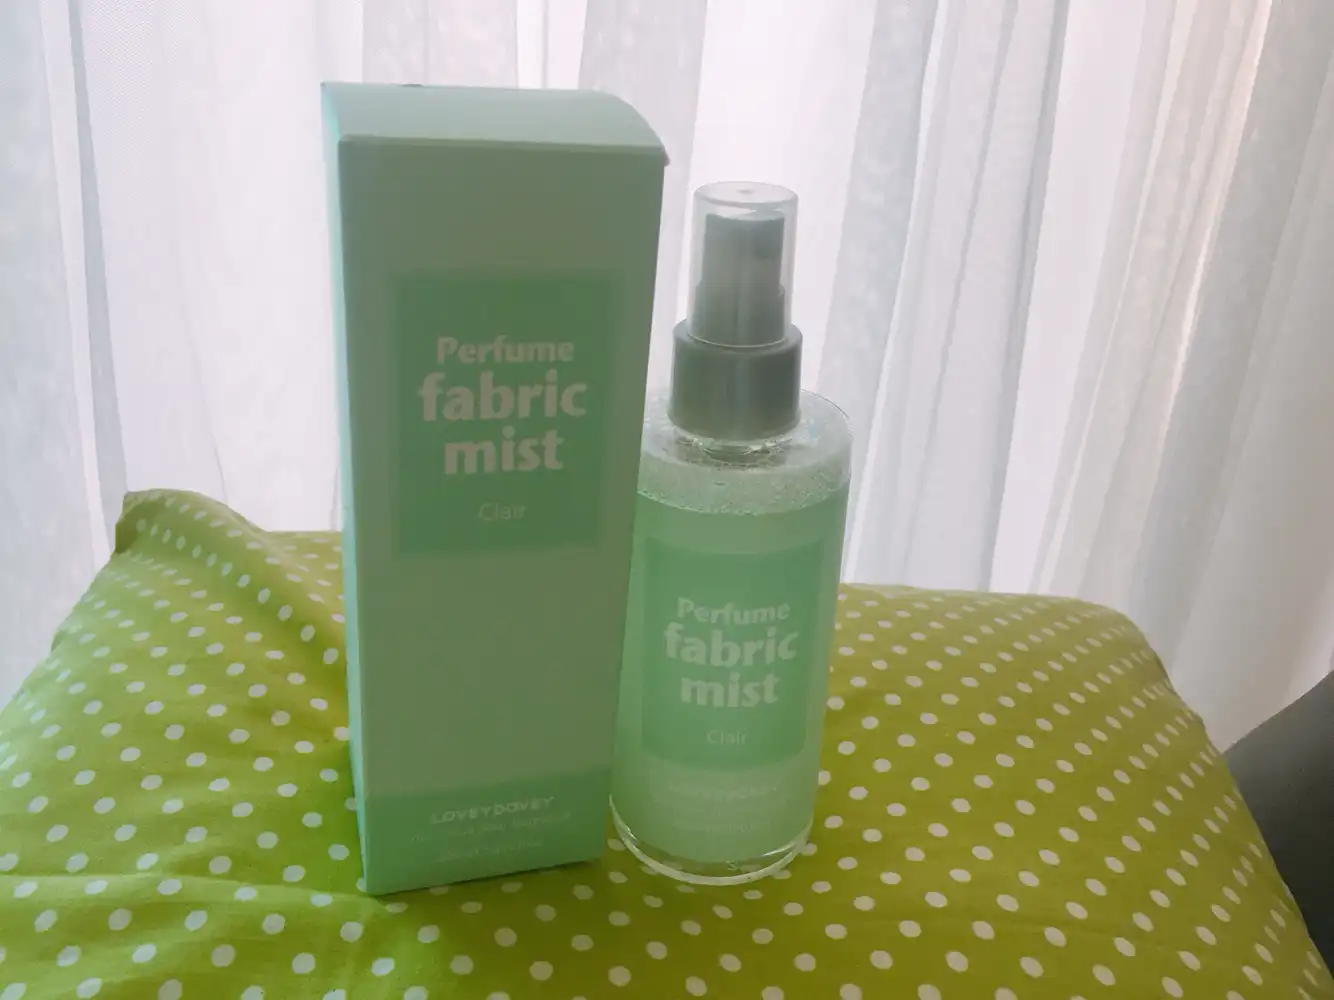 Perfume
fabric
mist
Clair
LOVEYDOVEY
Perfume
fabric
mist
Clair